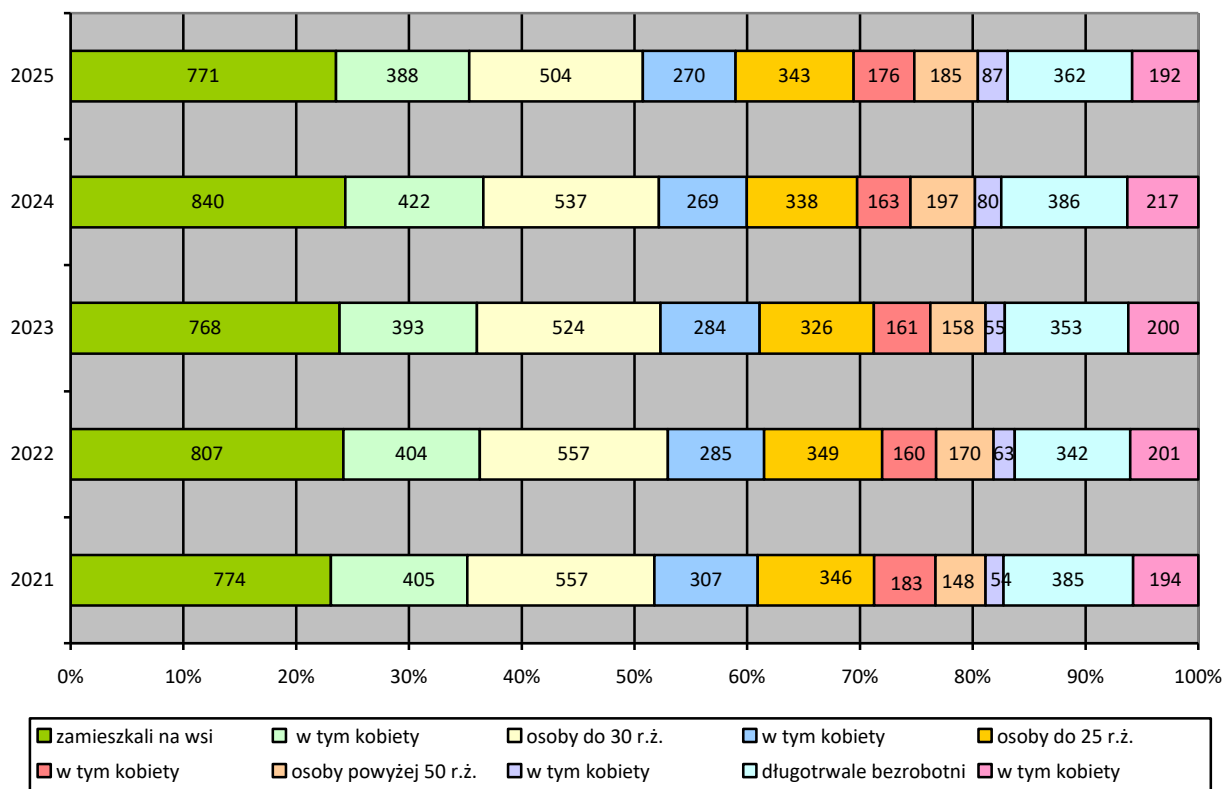 2025 771 388 504 270 343 176 185 87 362 192
2024 840 422 537 269 338 163 197 80 386 217
2023 768 393 524 284 326 161 158 55 353 200
2022 807 404 557 285 349 160 170 63 342 201
2021 774 405 557 307 346 183 148 54 385 194
0% 10% 20% 30% 40% 50% 60% 70% 80% 90% 100%
zamieszkali na wsi w tym kobiety osoby do 30 r.ż. w tym kobiety osoby do 25 r.ż.
w tym kobiety osoby powyżej 50 r.ż. w tym kobiety długotrwale bezrobotni w tym kobiety